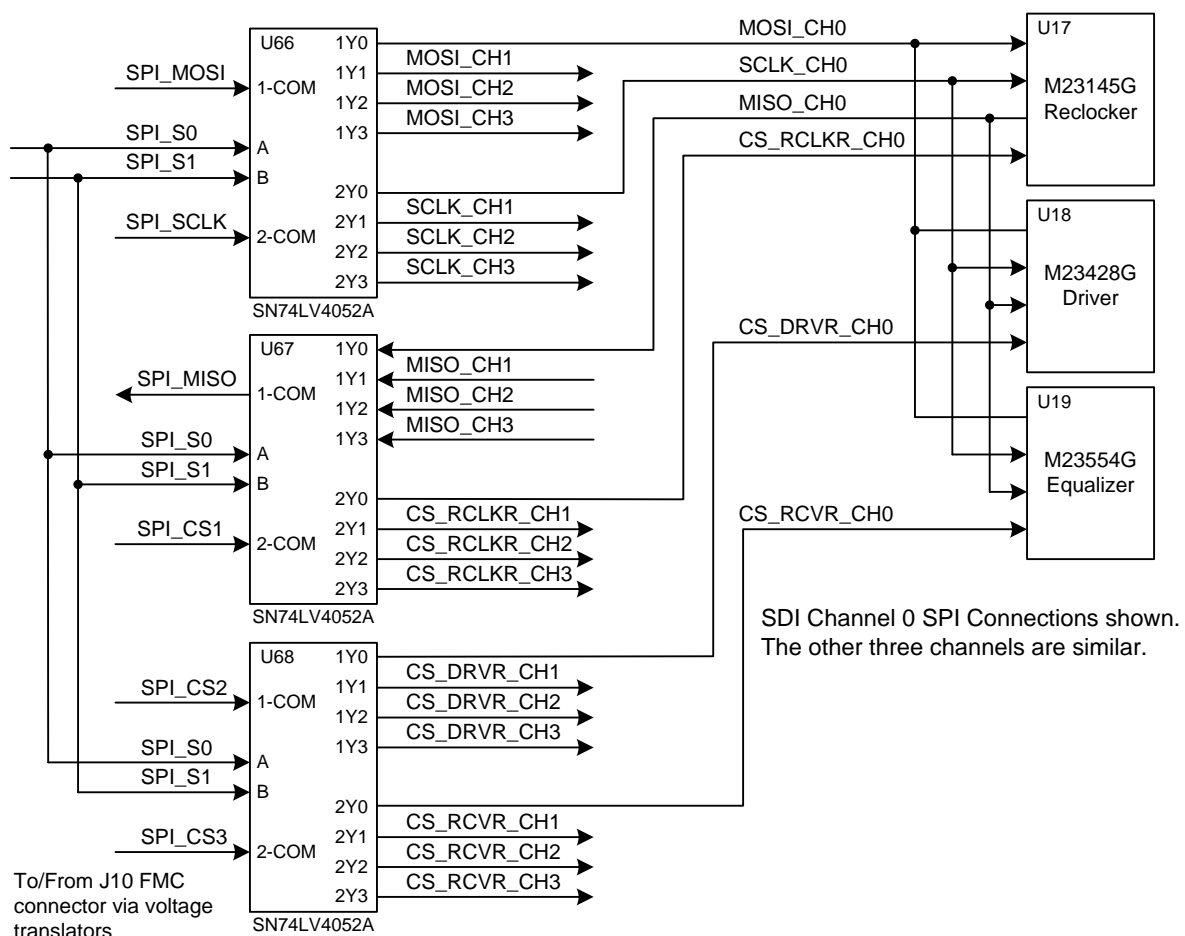 U66
SPI_MOSI
1-COM
SPI_S0
A
SPI_S1
B
SPI_SCLK
2-COM
1Y0
1Y1
1Y2
1Y3
2Y0
2Y1
2Y2
2Y3
MOSI_CH1
MOSI_CH2
MOSI_CH3
SCLK_CH1
SCLK_CH2
SCLK_CH3
SN74LV4052A
U67
SPI_MISO
1-COM
SPI_S0
A
SPI_S1
B
SPI_CS1
2-COM
1Y0
1Y1
1Y2
1Y3
2Y0
2Y1
2Y2
2Y3
MISO_CH1
MISO_CH2
MISO_CH3
CS_RCLKR_CH1
CS_RCLKR_CH2
CS_RCLKR_CH3
SN74LV4052A
U68
SPI_CS2
1-COM
SPI_S0
A
SPI_S1
B
SPI_CS3
2-COM
1Y0
1Y1
1Y2
1Y3
2Y0
2Y1
2Y2
2Y3
CS_DRVR_CH1
CS_DRVR_CH2
CS_DRVR_CH3
CS_RCVR_CH1
CS_RCVR_CH2
CS_RCVR_CH3
SN74LV4052A
To/From J10 FMC
connector via voltage
translators
MOSI_CH0
SCLK_CH0
MISO_CH0
CS_RCLKR_CH0
CS_DRVR_CH0
CS_RCVR_CH0
U17
M23145G
Reclocker
U18
M23428G
Driver
U19
M23554G
Equalizer
SDI Channel 0 SPI Connections shown.
The other three channels are similar.